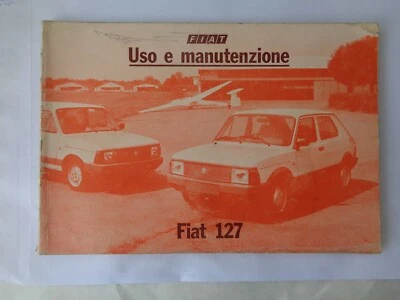 FIAT
Uso e manutenzione
Fiat 127